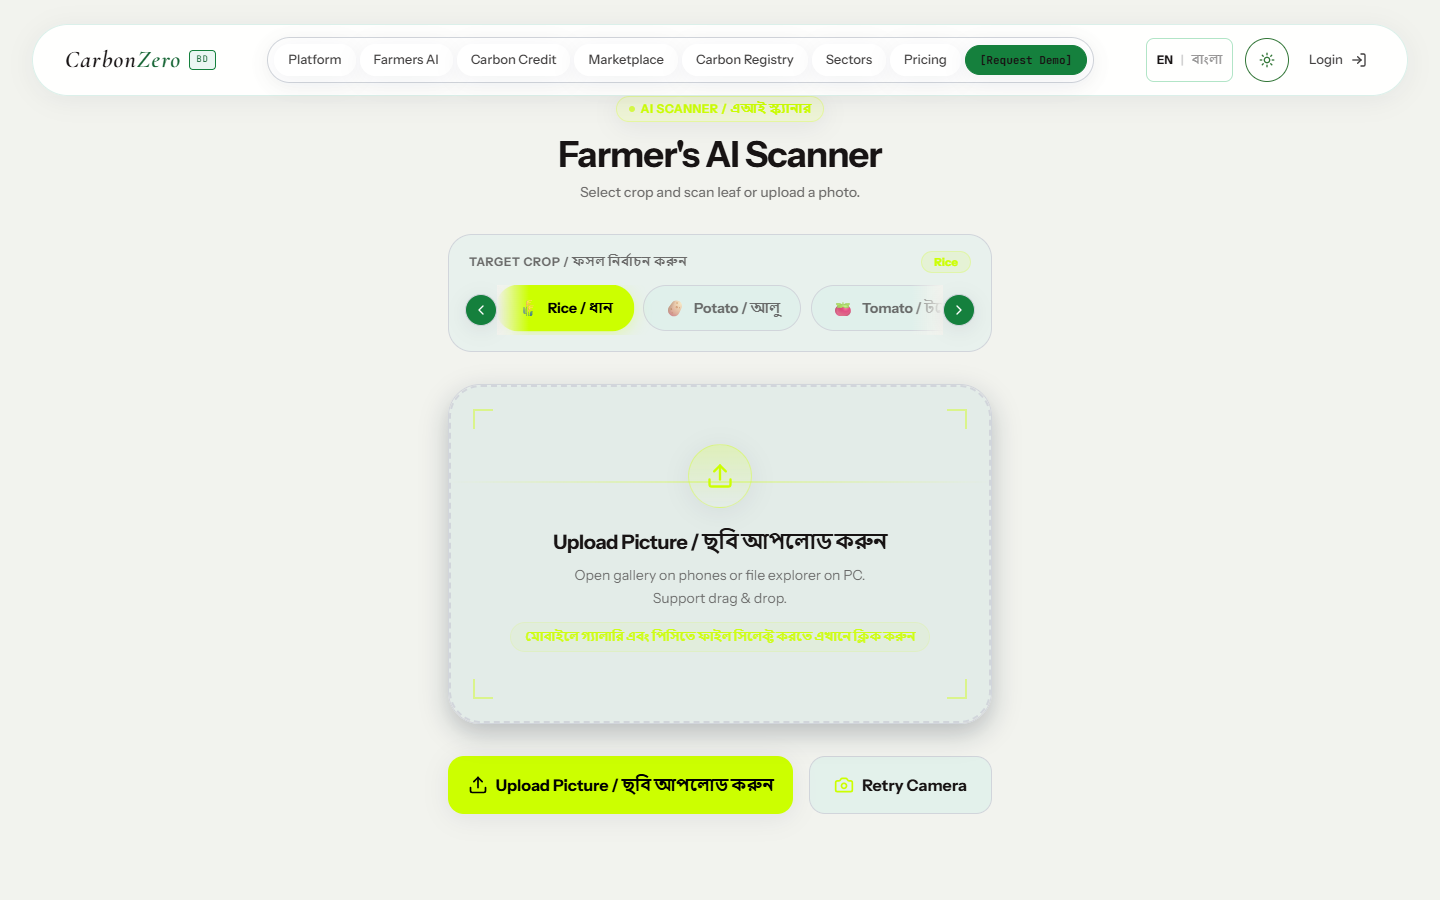 CarbonZero BD
Platform
Farmers AI
Carbon Credit
Marketplace
Carbon Registry
Sectors
Pricing
[Request Demo]
EN | বাংলা
Login
AI SCANNER / এআই স্ক্যানার
Farmer's AI Scanner
Select crop and scan leaf or upload a photo.
TARGET CROP / ফসল নির্বাচন করুন
Rice
Rice / ধান
Potato / আলু
Tomato /
Upload Picture / ছবি আপলোড করুন
Open gallery on phones or file explorer on PC.
Support drag & drop.
মোবাইলে গ্যালারি এবং পিসিতে ফাইল সিলেক্ট করতে এখানে ক্লিক করুন
Upload Picture / ছবি আপলোড করুন
Retry Camera